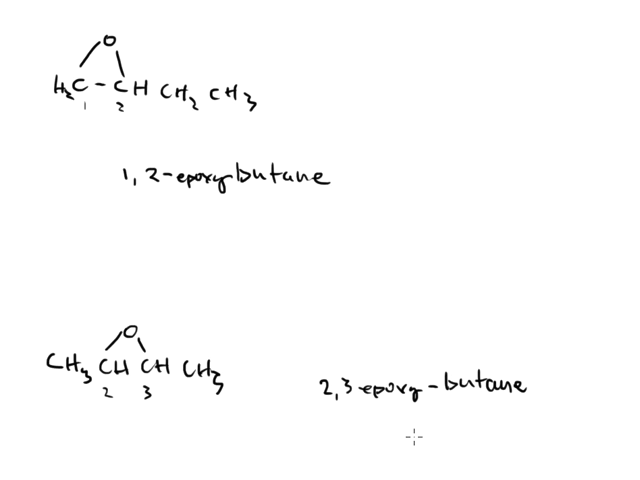 O
H₂C - CH CH₂ CH₃
1 2
1,2-epoxybutane
O
CH₃ CH CH CH₃
2 3
2,3 epoxy-butane